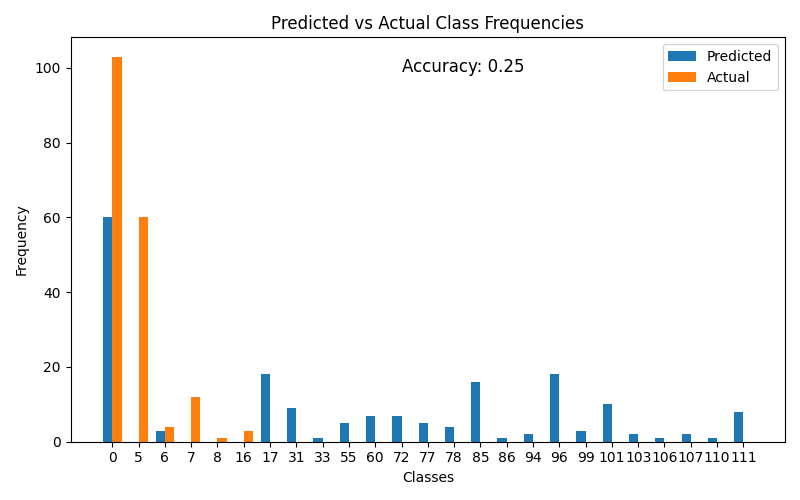 Predicted vs Actual Class Frequencies
Accuracy: 0.25
Predicted
Actual
Frequency
100
80
60
40
20
0
0 5 6 7 8 16 17 31 33 55 60 72 77 78 85 86 94 96 99 101 103 106 107 110 111
Classes